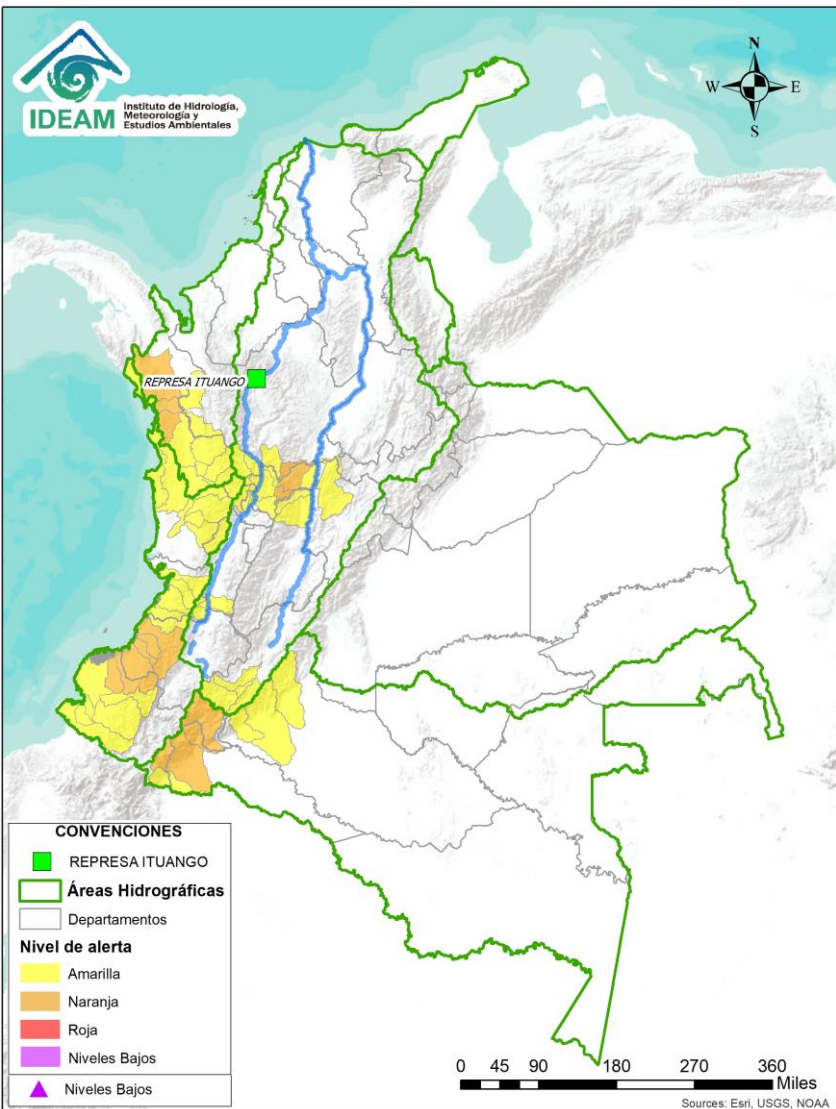 IDEAM
Instituto de Hidrología,
Meteorología y
Estudios Ambientales
N
W
E
S
REPRESA ITUANGO
CONVENCIONES
REPRESA ITUANGO
Áreas Hidrográficas
Departamentos
Nivel de alerta
Amarilla
Naranja
Roja
Niveles Bajos
Niveles Bajos
0 45 90 180 270 360
Miles
Sources: Esri, USGS, NOAA